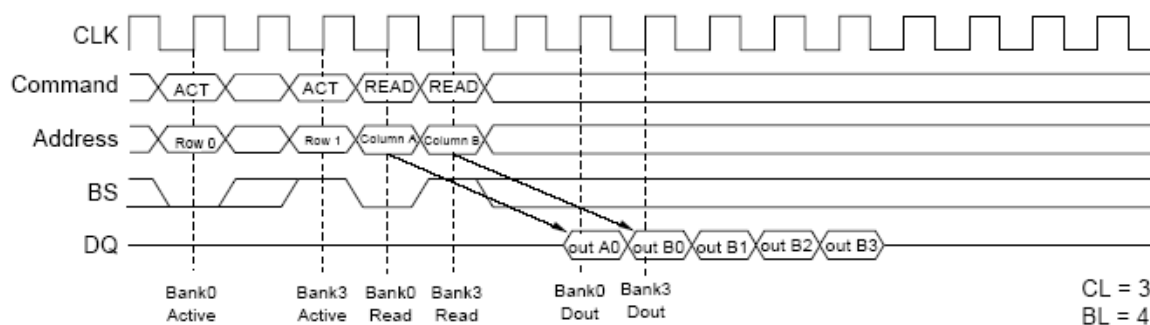 CLK
Command ACT ACT READ READ
Address Row 0 Row 1 Column A Column B
BS
DQ out A0 out B0 out B1 out B2 out B3
Bank0 Active
Bank3 Active
Bank0 Read
Bank3 Read
Bank0 Dout
Bank3 Dout
CL = 3
BL = 4